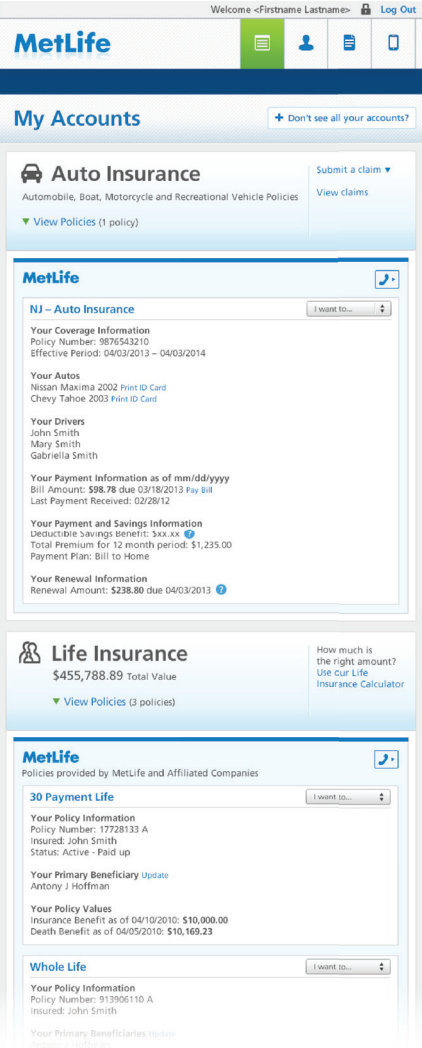 Welcome <Firstname Lastname> Log Out
MetLife
My Accounts
+ Don't see all your accounts?
Auto Insurance
Automobile, Boat, Motorcycle and Recreational Vehicle Policies
▼ View Policies (1 policy)
Submit a claim ▼
View claims
MetLife
NJ – Auto Insurance
I want to...
Your Coverage Information
Policy Number: 9876543210
Effective Period: 04/03/2013 – 04/03/2014
Your Autos
Nissan Maxima 2002 Print ID Card
Chevy Tahoe 2003 Print ID Card
Your Drivers
John Smith
Mary Smith
Gabriella Smith
Your Payment Information as of mm/dd/yyyy
Bill Amount: $98.78 due 03/18/2013 Pay Bill
Last Payment Received: 02/28/12
Your Payment and Savings Information
Deductible Savings Benefit: $xx.xx ?
Total Premium for 12 month period: $1,235.00
Payment Plan: Bill to Home
Your Renewal Information
Renewal Amount: $238.80 due 04/03/2013 ?
Life Insurance
$455,788.89 Total Value
▼ View Policies (3 policies)
How much is
the right amount?
Use our Life
Insurance Calculator
MetLife
Policies provided by MetLife and Affiliated Companies
30 Payment Life
I want to...
Your Policy Information
Policy Number: 17728133 A
Insured: John Smith
Status: Active - Paid up
Your Primary Beneficiary Update
Antony J Hoffman
Your Policy Values
Insurance Benefit as of 04/10/2010: $10,000.00
Death Benefit as of 04/05/2010: $10,169.23
Whole Life
I want to...
Your Policy Information
Policy Number: 913906110 A
Insured: John Smith
Your Primary Beneficiaries Update